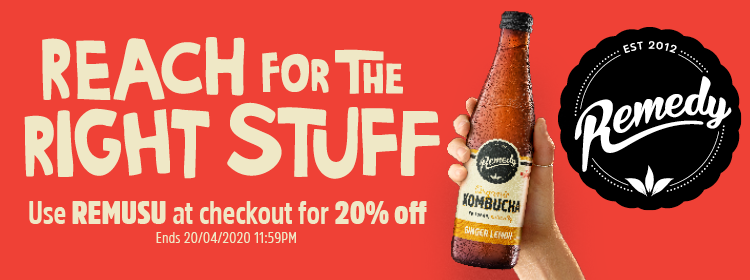 REACH FOR THE
RIGHT STUFF
Use REMUSU at checkout for 20% off
Ends 20/04/2020 11:59PM
Remedy
Organic
KOMBUCHA
GINGER LEMON
EST 2012
Remedy